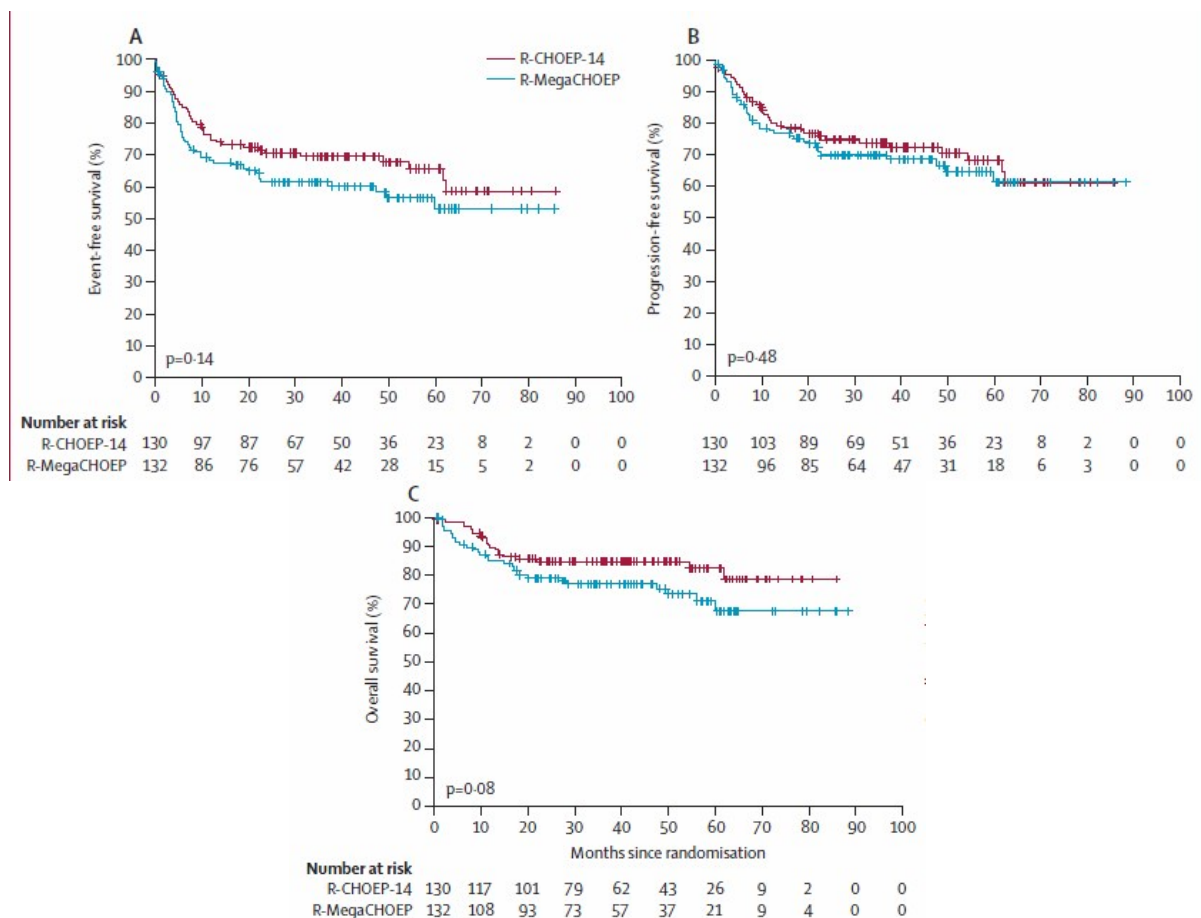 A
R-CHOEP-14
R-MegaCHOEP
Event-free survival (%)
100
90
80
70
60
50
40
30
20
10
0
p=0·14
0 10 20 30 40 50 60 70 80 90 100
Number at risk
R-CHOEP-14 130 97 87 67 50 36 23 8 2 0 0
R-MegaCHOEP 132 86 76 57 42 28 15 5 2 0 0
B
Progression-free survival (%)
100
90
80
70
60
50
40
30
20
10
0
p=0·48
0 10 20 30 40 50 60 70 80 90 100
130 103 89 69 51 36 23 8 2 0 0
132 96 85 64 47 31 18 6 3 0 0
C
Overall survival (%)
100
90
80
70
60
50
40
30
20
10
0
p=0·08
0 10 20 30 40 50 60 70 80 90 100
Months since randomisation
Number at risk
R-CHOEP-14 130 117 101 79 62 43 26 9 2 0 0
R-MegaCHOEP 132 108 93 73 57 37 21 9 4 0 0